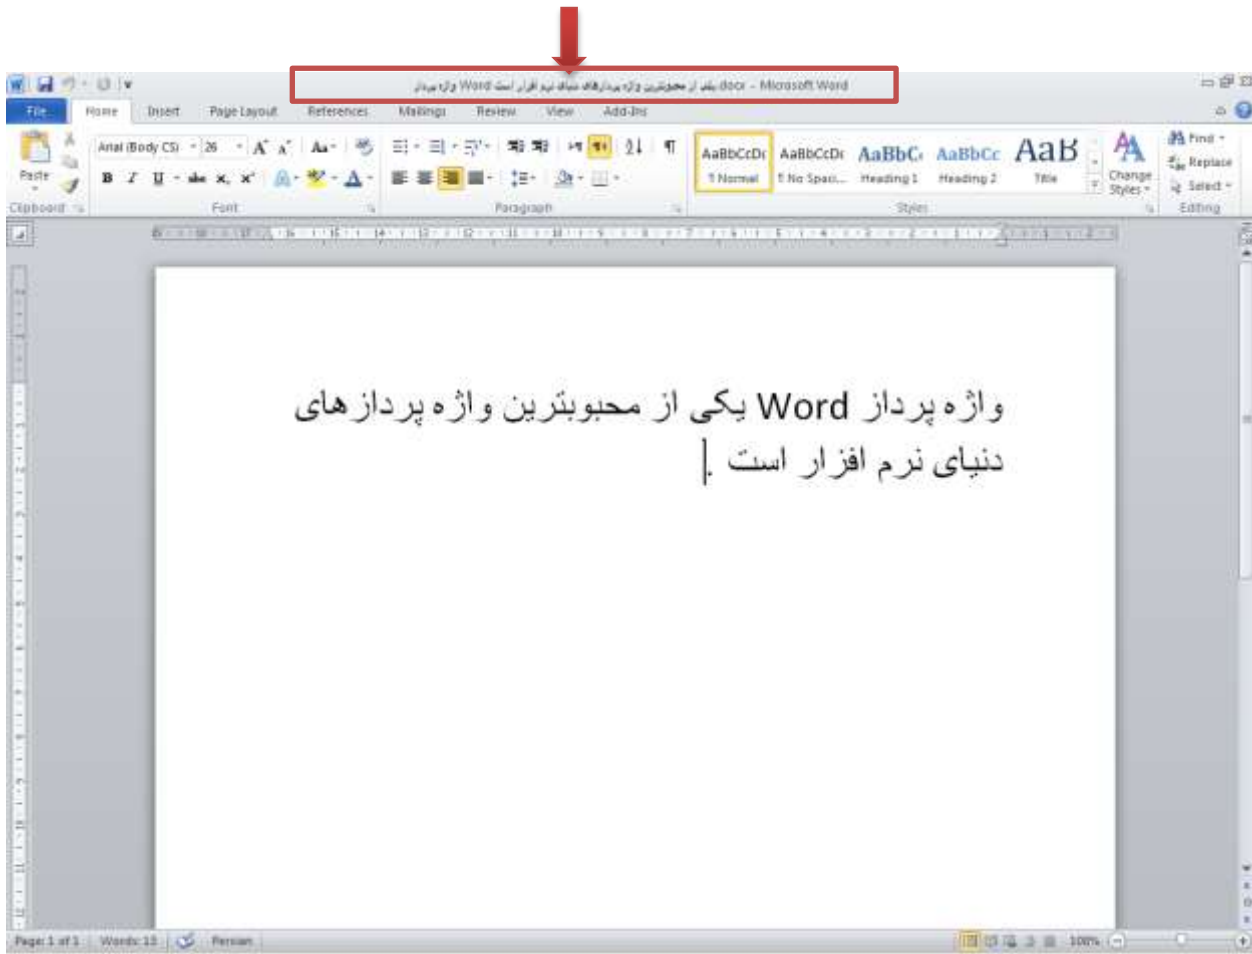 واژه پرداز Word یکی از محبوبترین واژه پردازهای دنیای نرم افزار است.docx - Microsoft Word
File Home Insert Page Layout References Mailings Review View Add-Ins
Paste
Arial (Body CS) 26
Aa
B I U abc x, x
AaBbCcDc AaBbCcDc AaBbC AaBbCc AaB
Normal No Spaci... Heading 1 Heading 2 Title
Change Styles
Find
Replace
Select
Clipboard Font Paragraph Styles Editing
واژه پرداز Word یکی از محبوبترین واژه پردازهای
دنیای نرم افزار است .
Page: 1 of 1 Words: 13 Persian 100%